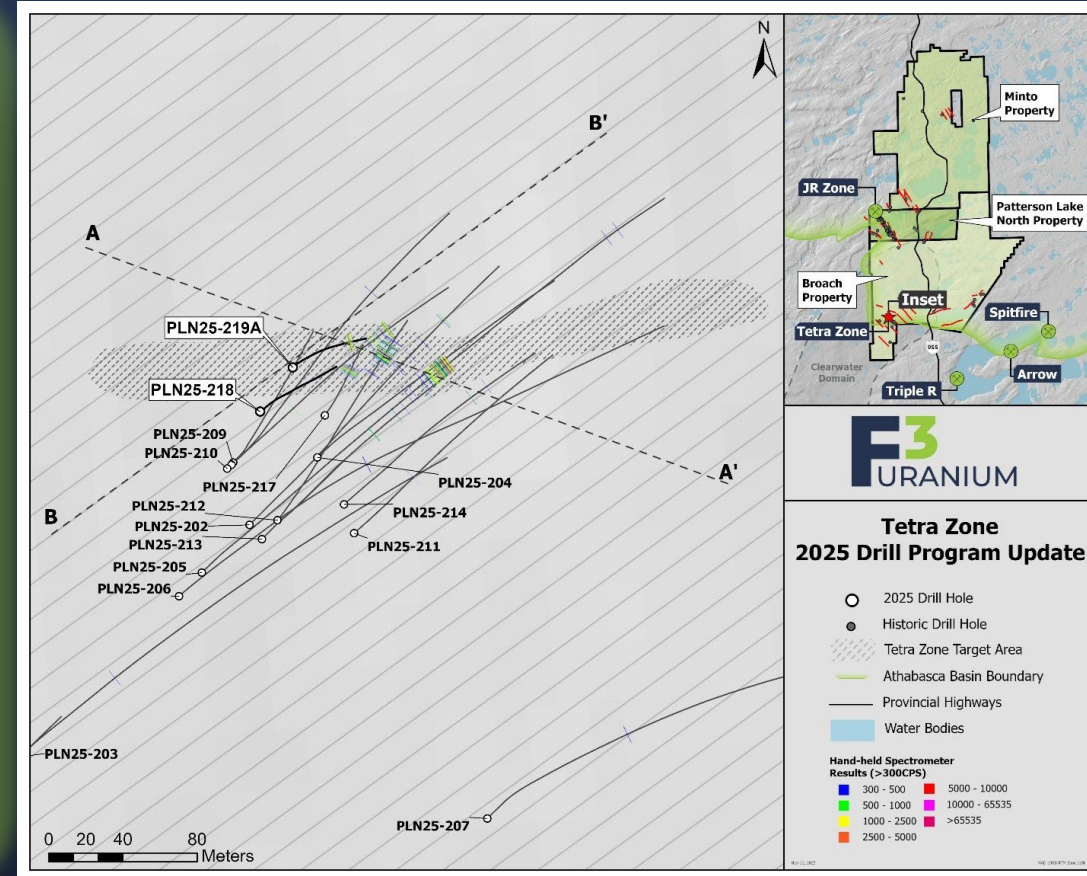 N
B'
A
PLN25-219A
PLN25-218
PLN25-209
PLN25-210
PLN25-217
PLN25-204
A'
B
PLN25-212
PLN25-214
PLN25-202
PLN25-213
PLN25-211
PLN25-205
PLN25-206
PLN25-203
PLN25-207
0 20 40 80
Meters
Minto
Property
JR Zone
Patterson Lake
North Property
Broach
Property
Inset
Spitfire
Tetra Zone
955
Clearwater
Domain
Arrow
Triple R
F3
URANIUM
Tetra Zone
2025 Drill Program Update
2025 Drill Hole
Historic Drill Hole
Tetra Zone Target Area
Athabasca Basin Boundary
Provincial Highways
Water Bodies
Hand-held Spectrometer
Results (>300CPS)
300 - 500
500 - 1000
1000 - 2500
2500 - 5000
5000 - 10000
10000 - 65535
>65535